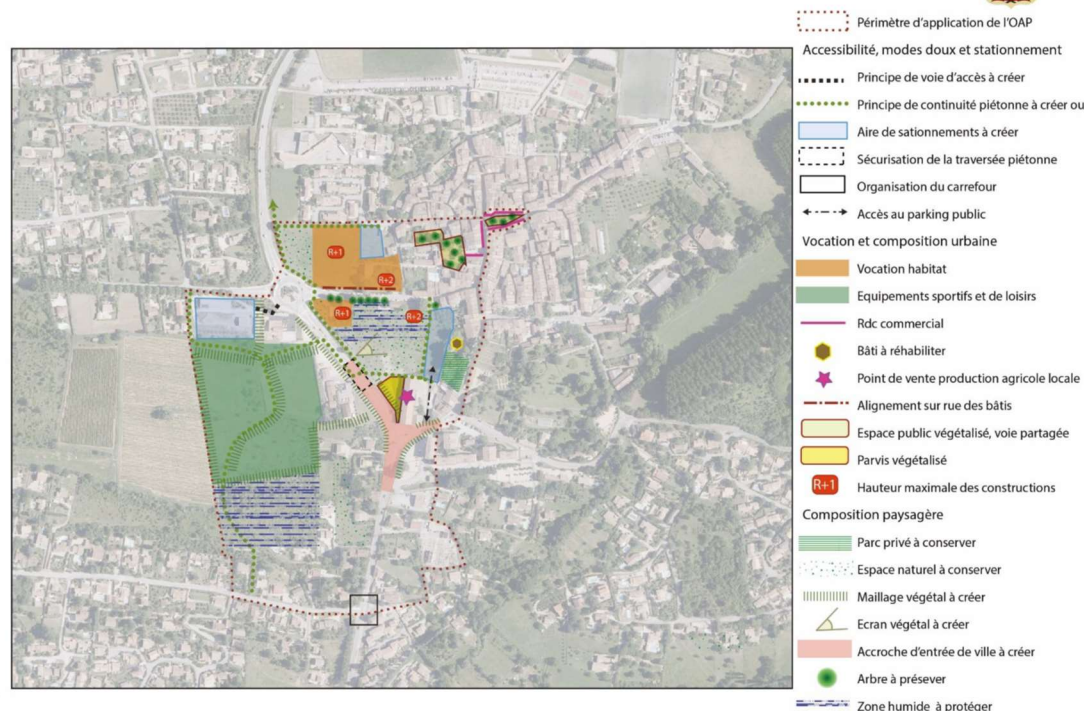 Périmètre d'application de l'OAP
Accessibilité, modes doux et stationnement
Principe de voie d'accès à créer
Principe de continuité piétonne à créer ou
Aire de sationnements à créer
Sécurisation de la traversée piétonne
Organisation du carrefour
Accès au parking public
Vocation et composition urbaine
Vocation habitat
Equipements sportifs et de loisirs
Rdc commercial
Bâti à réhabiliter
Point de vente production agricole locale
Alignement sur rue des bâtis
Espace public végétalisé, voie partagée
Parvis végétalisé
R+1
Hauteur maximale des constructions
Composition paysagère
Parc privé à conserver
Espace naturel à conserver
Maillage végétal à créer
Ecran végétal à créer
Accroche d'entrée de ville à créer
Arbre à présever
Zone humide à protéger
R+1
R+2
R+1
R+2